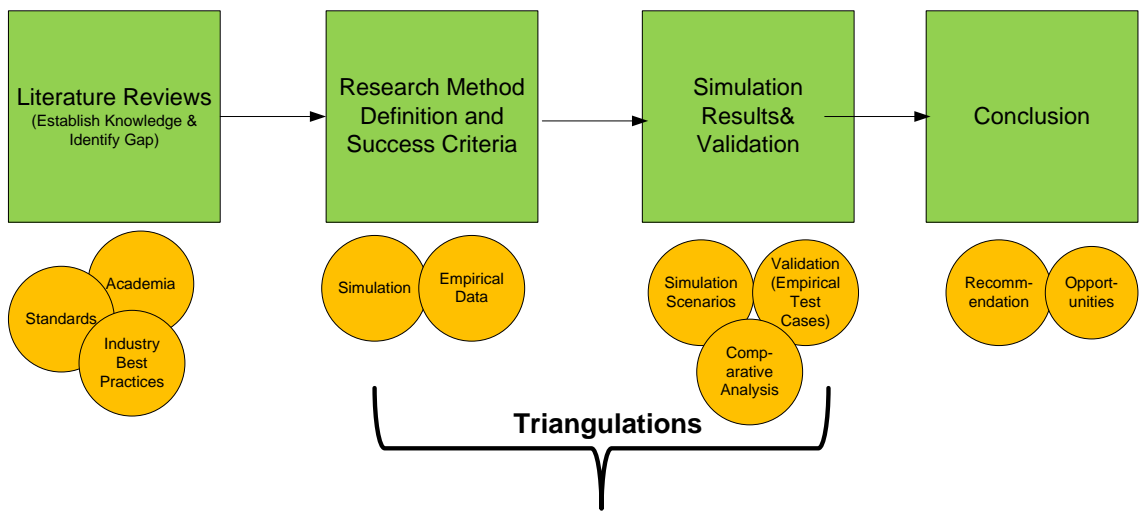 Literature Reviews
(Establish Knowledge &
Identify Gap)
Research Method
Definition and
Success Criteria
Simulation
Results&
Validation
Conclusion
Academia
Standards
Industry
Best
Practices
Simulation
Empirical
Data
Simulation
Scenarios
Validation
(Empirical
Test
Cases)
Comp-
arative
Analysis
Recomm-
endation
Opport-
unities
Triangulations